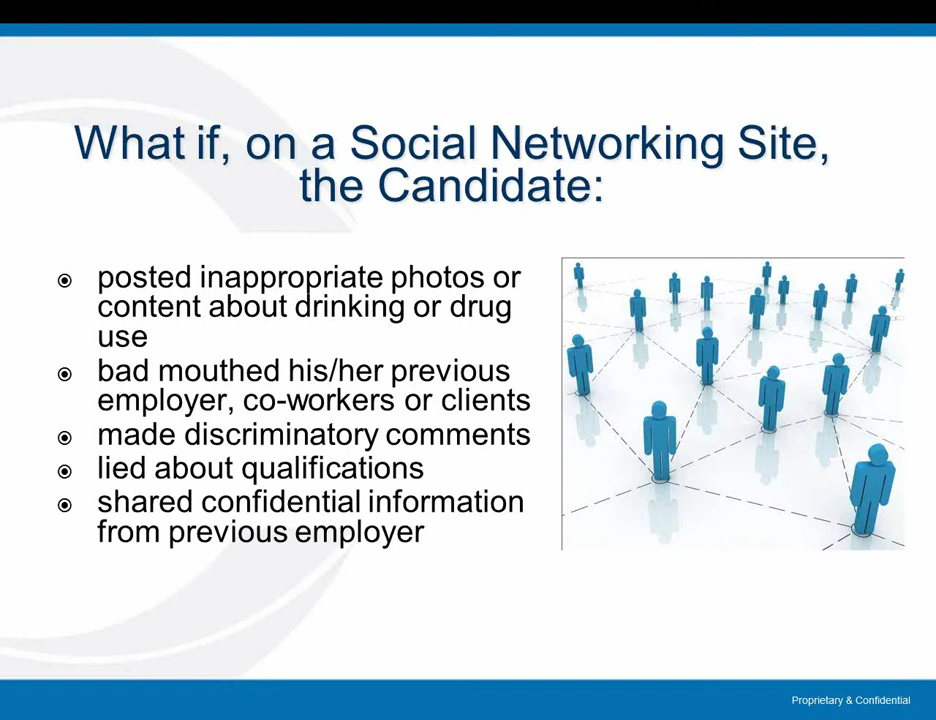 What if, on a Social Networking Site,
the Candidate:
posted inappropriate photos or
content about drinking or drug
use
bad mouthed his/her previous
employer, co-workers or clients
made discriminatory comments
lied about qualifications
shared confidential information
from previous employer
Proprietary & Confidential